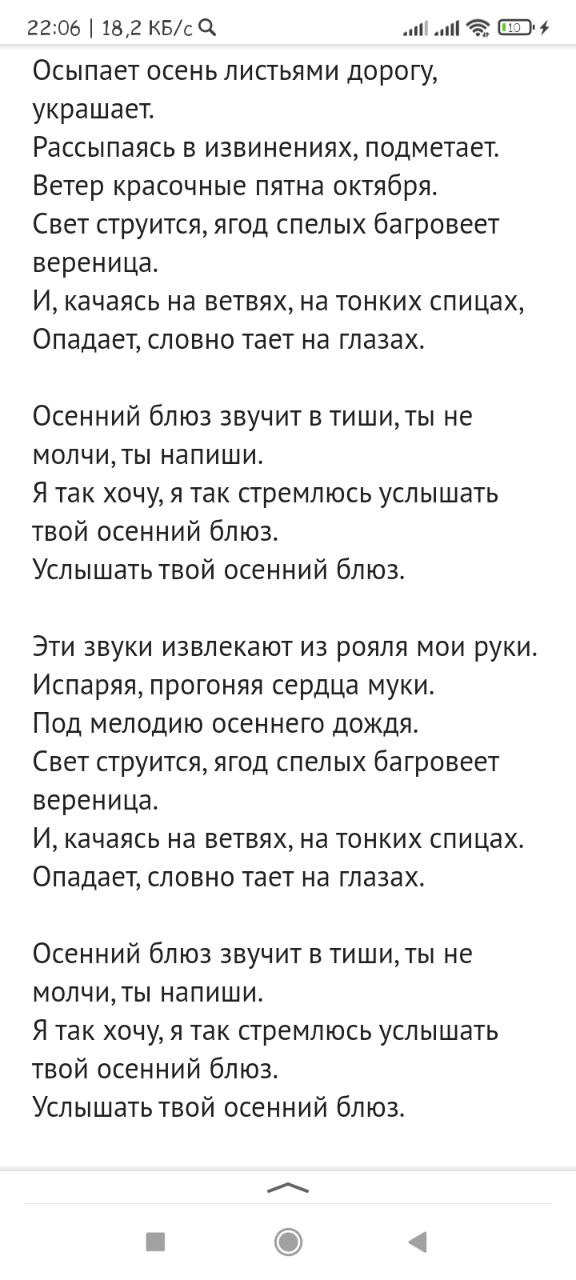 22:06 | 18,2 КБ/с
10
Осыпает осень листьями дорогу,
украшает.
Рассыпаясь в извинениях, подметает.
Ветер красочные пятна октября.
Свет струится, ягод спелых багровеет
вереница.
И, качаясь на ветвях, на тонких спицах,
Опадает, словно тает на глазах.

Осенний блюз звучит в тиши, ты не
молчи, ты напиши.
Я так хочу, я так стремлюсь услышать
твой осенний блюз.
Услышать твой осенний блюз.

Эти звуки извлекают из рояля мои руки.
Испаряя, прогоняя сердца муки.
Под мелодию осеннего дождя.
Свет струится, ягод спелых багровеет
вереница.
И, качаясь на ветвях, на тонких спицах.
Опадает, словно тает на глазах.

Осенний блюз звучит в тиши, ты не
молчи, ты напиши.
Я так хочу, я так стремлюсь услышать
твой осенний блюз.
Услышать твой осенний блюз.